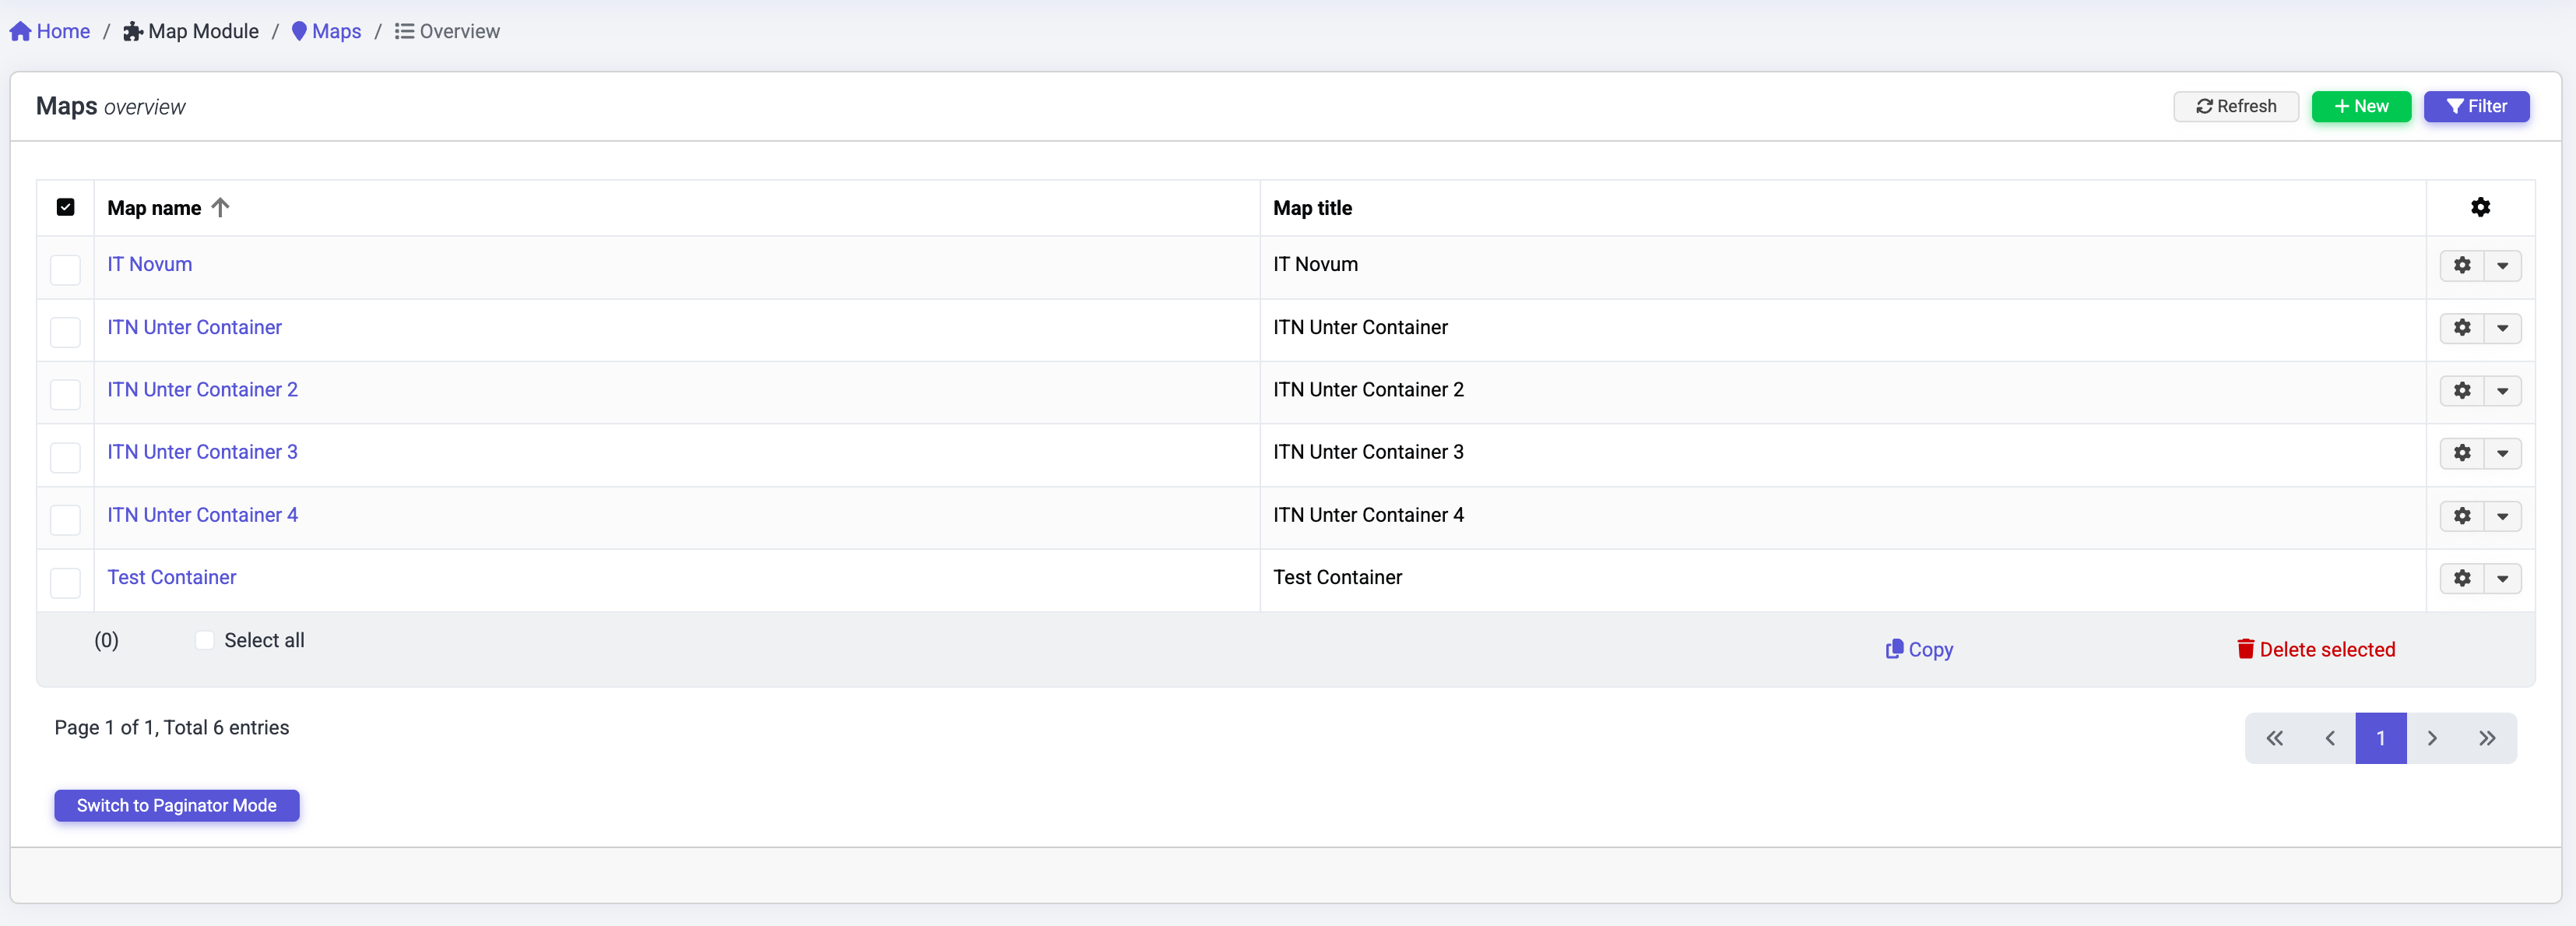 Home / Map Module / Maps / Overview
Maps overview
Refresh
New
Filter
Map name Map title
IT Novum IT Novum
ITN Unter Container ITN Unter Container
ITN Unter Container 2 ITN Unter Container 2
ITN Unter Container 3 ITN Unter Container 3
ITN Unter Container 4 ITN Unter Container 4
Test Container Test Container
(0) Select all Copy Delete selected
Page 1 of 1, Total 6 entries
« ‹ 1 › »
Switch to Paginator Mode